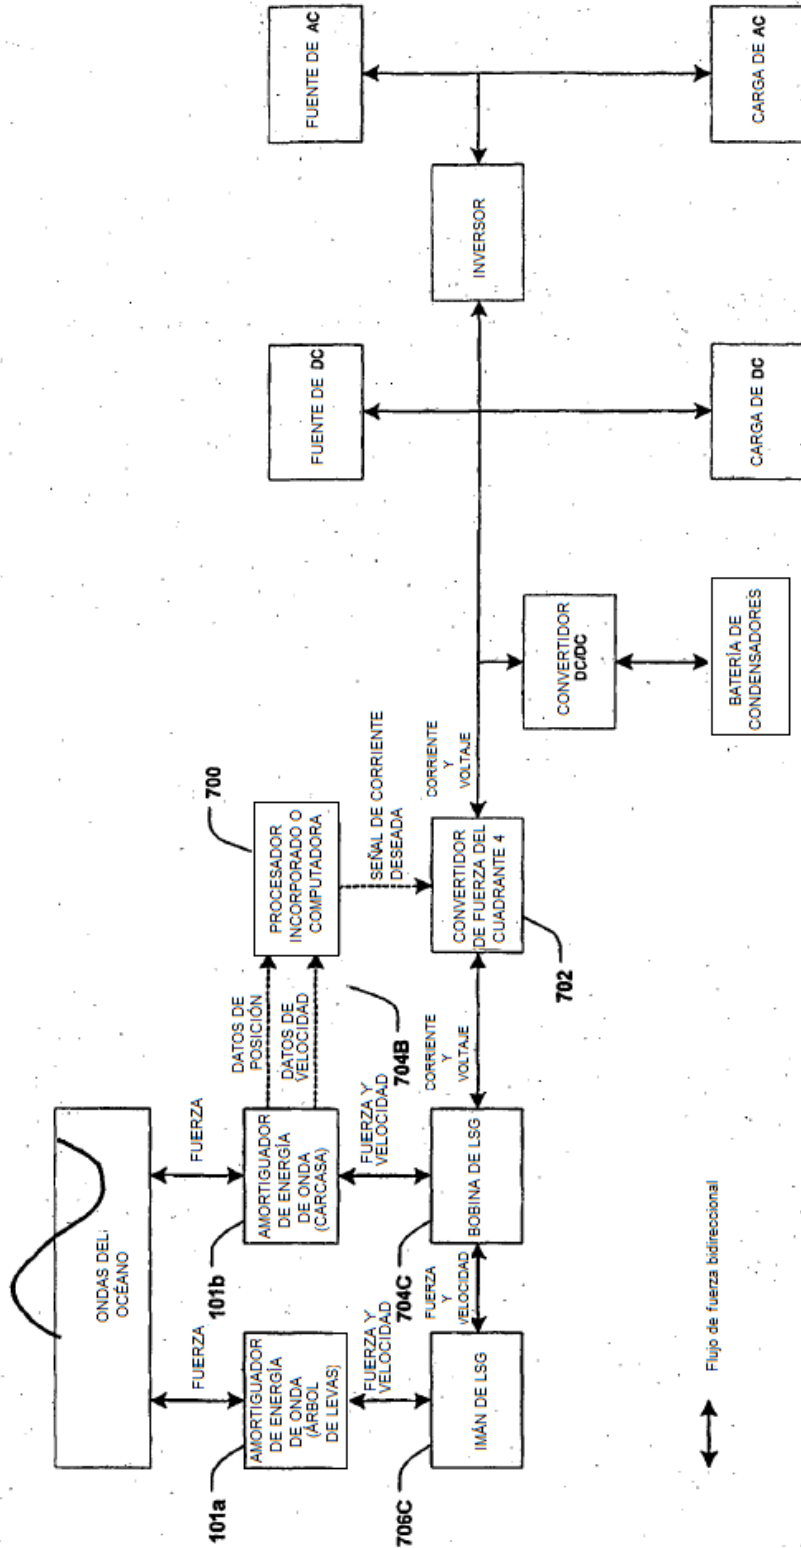 ONDAS DEL
OCÉANO
FUERZA
FUERZA
101a
AMORTIGUADOR
DE ENERGÍA
DE ONDA
(ÁRBOL
DE LEVAS)
101b
AMORTIGUADOR
DE ENERGÍA
DE ONDA
(CARCASA)
DATOS DE
POSICIÓN
DATOS DE
VELOCIDAD
704B
700
PROCESADOR
INCORPORADO O
COMPUTADORA
SEÑAL DE CORRIENTE
DESEADA
FUERZA Y
VELOCIDAD
FUERZA Y
VELOCIDAD
706C
IMÁN DE LSG
FUERZA
Y
VELOCIDAD
704C
BOBINA DE LSG
CORRIENTE
Y
VOLTAJE
702
CONVERTIDOR
DE FUERZA DEL
CUADRANTE 4
CORRIENTE
Y
VOLTAJE
CONVERTIDOR
DC/DC
BATERÍA DE
CONDENSADORES
FUENTE DE DC
CARGA DE DC
INVERSOR
FUENTE DE AC
CARGA DE AC
Flujo de fuerza bidireccional